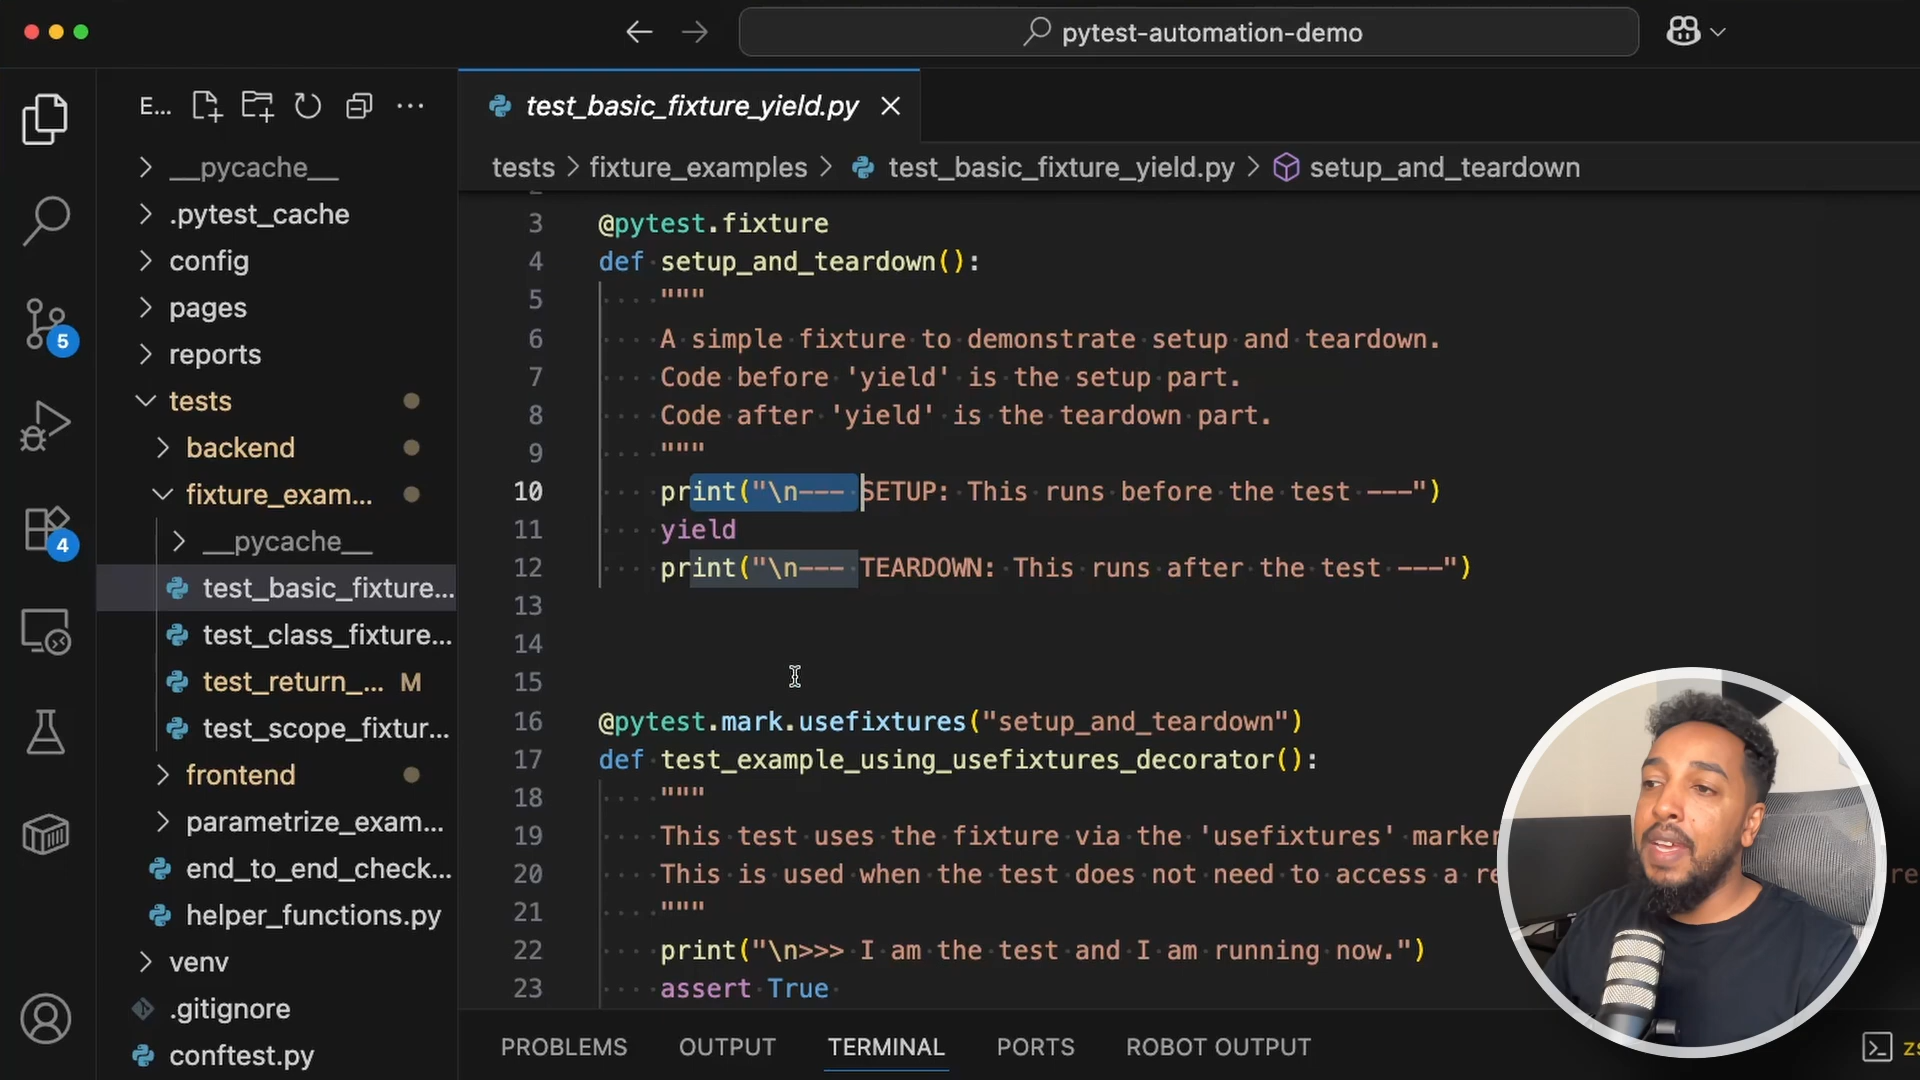 pytest-automation-demo
E...
test_basic_fixture_yield.py
tests > fixture_examples > test_basic_fixture_yield.py > setup_and_teardown
__pycache__
.pytest_cache
config
pages
reports
tests
backend
fixture_exam...
__pycache__
test_basic_fixture...
test_class_fixture...
test_return_... M
test_scope_fixtur...
frontend
parametrize_exam...
end_to_end_check...
helper_functions.py
venv
.gitignore
conftest.py
5
4
3 @pytest.fixture
4 def setup_and_teardown():
5 """
6 A simple fixture to demonstrate setup and teardown.
7 Code before 'yield' is the setup part.
8 Code after 'yield' is the teardown part.
9 """
10 print("\n--- SETUP: This runs before the test ---")
11 yield
12 print("\n--- TEARDOWN: This runs after the test ---")
13
14
15
16 @pytest.mark.usefixtures("setup_and_teardown")
17 def test_example_using_usefixtures_decorator():
18 """
19 This test uses the fixture via the 'usefixtures' marker
20 This is used when the test does not need to access a re
21 """
22 print("\n>>> I am the test and I am running now.")
23 assert True
PROBLEMS OUTPUT TERMINAL PORTS ROBOT OUTPUT